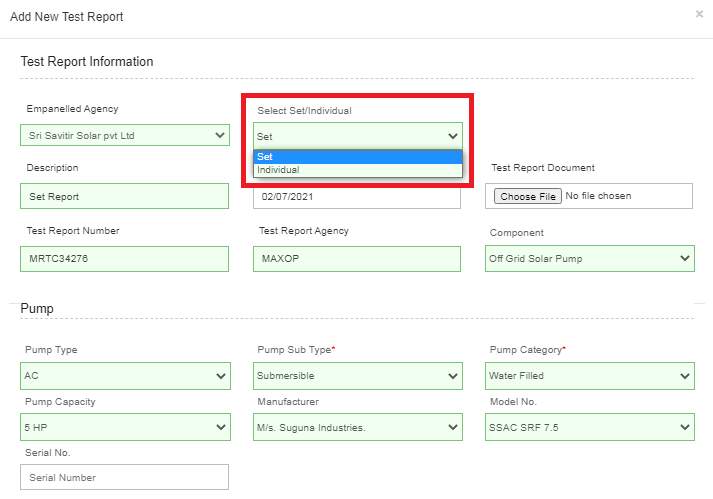 Add New Test Report
×
Test Report Information
Empanelled Agency
Select Set/Individual
Sri Savitir Solar pvt Ltd
Set
Set
Individual
Description
Test Report Document
Set Report
02/07/2021
Choose File No file chosen
Test Report Number
Test Report Agency
Component
MRTC34276
MAXOP
Off Grid Solar Pump
Pump
Pump Type
Pump Sub Type*
Pump Category*
AC
Submersible
Water Filled
Pump Capacity
Manufacturer
Model No.
5 HP
M/s. Suguna Industries.
SSAC SRF 7.5
Serial No.
Serial Number